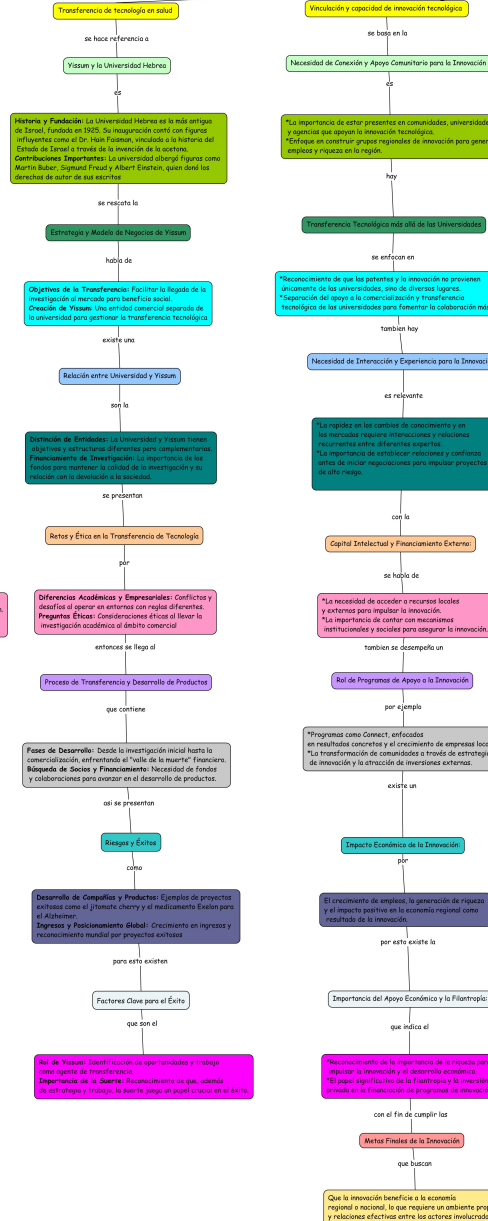 Transferencia de tecnología en salud
se hace referencia a
Yissum y la Universidad Hebrea
es
Historia y Fundación: La Universidad Hebrea es la más antigua
de Israel, fundada en 1925. Su inauguración contó con figuras
influyentes como el Dr. Hain Faisman, vinculado a la historia del
Estado de Israel a través de la invención de la acetona.
Contribuciones Importantes: La universidad albergó figuras como
Martin Buber, Sigmund Freud y Albert Einstein, quien donó los
derechos de autor de sus escritos
se rescata la
Estrategia y Modelo de Negocios de Yissum
habla de
Objetivos de la Transferencia: Facilitar la llegada de la
investigación al mercado para beneficio social.
Creación de Yissum: Una entidad comercial separada de
la universidad para gestionar la transferencia tecnológica
existe una
Relación entre Universidad y Yissum
son la
Distinción de Entidades: La Universidad y Yissum tienen
objetivos y estructuras diferentes pero complementarias.
Financiamiento de Investigación: La importancia de los
fondos para mantener la calidad de la investigación y su
relación con la devolución a la sociedad.
se presentan
Retos y Ética en la Transferencia de Tecnología
por
Diferencias Académicas y Empresariales: Conflictos y
desafíos al operar en entornos con reglas diferentes.
Preguntas Éticas: Consideraciones éticas al llevar la
investigación académica al ámbito comercial
entonces se llega al
Proceso de Transferencia y Desarrollo de Productos
que contiene
Fases de Desarrollo: Desde la investigación inicial hasta la
comercialización, enfrentando el "valle de la muerte" financiero.
Búsqueda de Socios y Financiamiento: Necesidad de fondos
y colaboraciones para avanzar en el desarrollo de productos.
asi se presentan
Riesgos y Éxitos
como
Desarrollo de Compañías y Productos: Ejemplos de proyectos
exitosos como el jitomate cherry y el medicamento Exelon para
el Alzheimer.
Ingresos y Posicionamiento Global: Crecimiento en ingresos y
reconocimiento mundial por proyectos exitosos
para esto existen
Factores Clave para el Éxito
que son el
Rol de Yissum: Identificación de oportunidades y trabajo
como agente de transferencia.
Importancia de la Suerte: Reconocimiento de que, además
de estrategia y trabajo, la suerte juega un papel crucial en el éxito.
Vinculación y capacidad de innovación tecnológica
se basa en la
Necesidad de Conexión y Apoyo Comunitario para la Innovación
es
*La importancia de estar presentes en comunidades, universidade
y agencias que apoyan la innovación tecnológica.
*Enfoque en construir grupos regionales de innovación para gener
empleos y riqueza en la región.
hay
Transferencia Tecnológica más allá de las Universidades
se enfocan en
*Reconocimiento de que las patentes y la innovación no provienen
únicamente de las universidades, sino de diversos lugares.
*Separación del apoyo a la comercialización y transferencia
tecnológica de las universidades para fomentar la colaboración más
tambien hay
Necesidad de Interacción y Experiencia para la Innovaci
es relevante
*La rapidez en los cambios de conocimiento y en
los mercados requiere interacciones y relaciones
recurrentes entre diferentes expertos.
*La importancia de establecer relaciones y confianza
antes de iniciar negociaciones para impulsar proyectos
de alto riesgo.
con la
Capital Intelectual y Financiamiento Externo:
se habla de
*La necesidad de acceder a recursos locales
y externos para impulsar la innovación.
*La importancia de contar con mecanismos
institucionales y sociales para asegurar la innovación.
tambien se desempeña un
Rol de Programas de Apoyo a la Innovación
por ejemplo
*Programas como Connect, enfocados
en resultados concretos y el crecimiento de empresas loca
*La transformación de comunidades a través de estrategi
de innovación y la atracción de inversiones externas.
existe un
Impacto Económico de la Innovación:
por
El crecimiento de empleos, la generación de riqueza
y el impacto positivo en la economía regional como
resultado de la innovación.
por esto existe la
Importancia del Apoyo Económico y la Filantropía:
que indica el
*Reconocimiento de la importancia de la riqueza para
impulsar la innovación y el desarrollo económico.
*El papel significativo de la filantropía y la inversión
privada en la financiación de programas de innovació
con el fin de cumplir las
Metas Finales de la Innovación
que buscan
Que la innovación beneficie a la economía
regional o nacional, lo que requiere un ambiente prop
y relaciones efectivas entre los actores involucrado